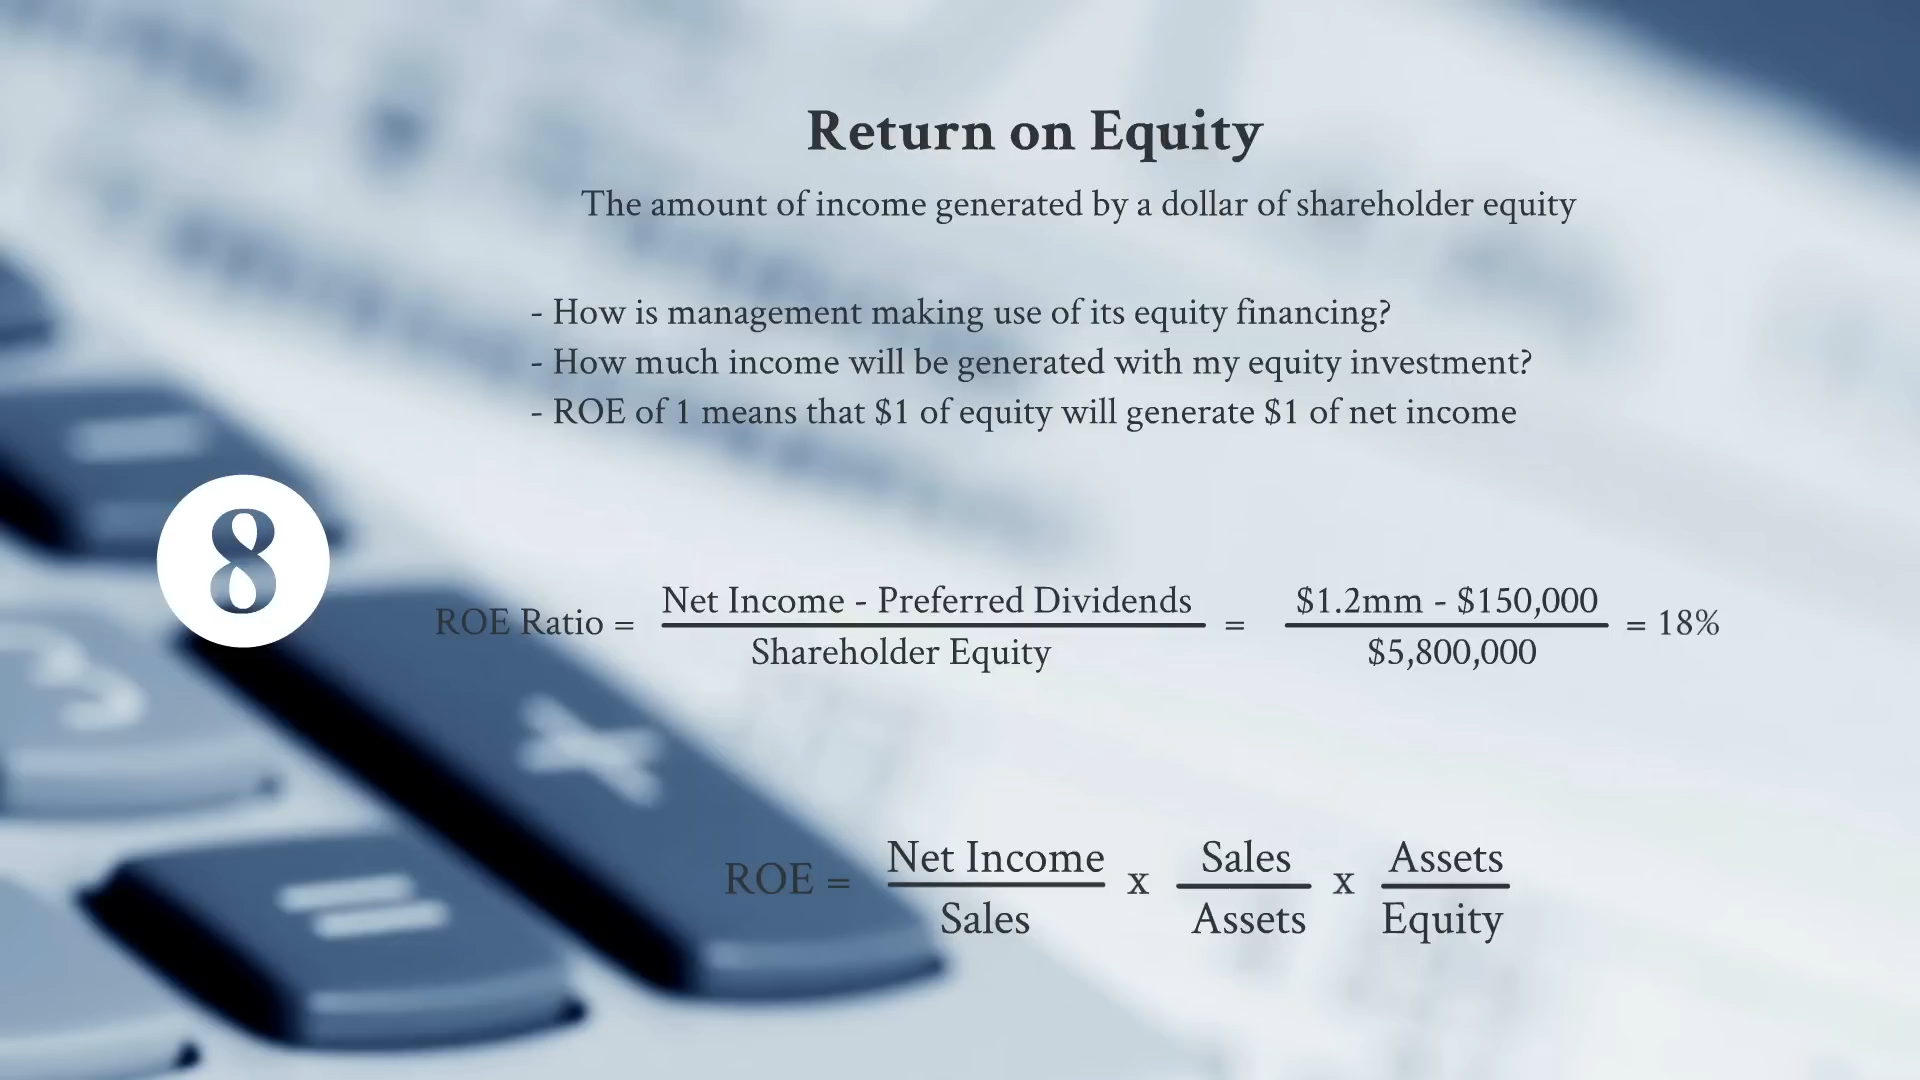 Return on Equity
The amount of income generated by a dollar of shareholder equity
- How is management making use of its equity financing?
- How much income will be generated with my equity investment?
- ROE of 1 means that $1 of equity will generate $1 of net income
8
ROE Ratio = Net Income - Preferred Dividends / Shareholder Equity = $1.2mm - $150,000 / $5,800,000 = 18%
ROE = Net Income / Sales x Sales / Assets x Assets / Equity